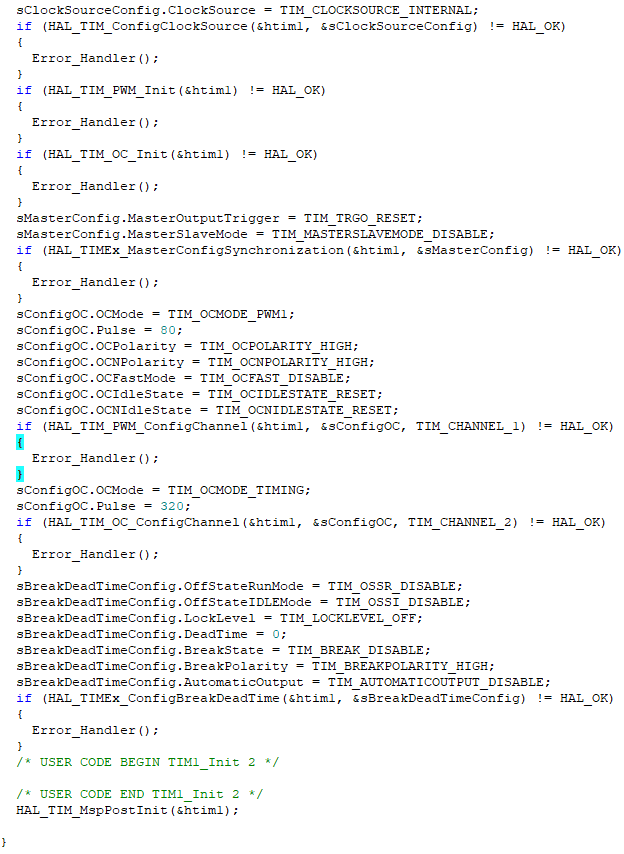 sClockSourceConfig.ClockSource = TIM_CLOCKSOURCE_INTERNAL;
if (HAL_TIM_ConfigClockSource(&htim1, &sClockSourceConfig) != HAL_OK)
{
Error_Handler();
}
if (HAL_TIM_PWM_Init(&htim1) != HAL_OK)
{
Error_Handler();
}
if (HAL_TIM_OC_Init(&htim1) != HAL_OK)
{
Error_Handler();
}
sMasterConfig.MasterOutputTrigger = TIM_TRGO_RESET;
sMasterConfig.MasterSlaveMode = TIM_MASTERSLAVEMODE_DISABLE;
if (HAL_TIMEx_MasterConfigSynchronization(&htim1, &sMasterConfig) != HAL_OK)
{
Error_Handler();
}
sConfigOC.OCMode = TIM_OCMODE_PWM1;
sConfigOC.Pulse = 80;
sConfigOC.OCPolarity = TIM_OCPOLARITY_HIGH;
sConfigOC.OCNPolarity = TIM_OCNPOLARITY_HIGH;
sConfigOC.OCFastMode = TIM_OCFAST_DISABLE;
sConfigOC.OCIdleState = TIM_OCIDLESTATE_RESET;
sConfigOC.OCNIdleState = TIM_OCNIDLESTATE_RESET;
if (HAL_TIM_PWM_ConfigChannel(&htim1, &sConfigOC, TIM_CHANNEL_1) != HAL_OK)
{
Error_Handler();
}
sConfigOC.OCMode = TIM_OCMODE_TIMING;
sConfigOC.Pulse = 320;
if (HAL_TIM_OC_ConfigChannel(&htim1, &sConfigOC, TIM_CHANNEL_2) != HAL_OK)
{
Error_Handler();
}
sBreakDeadTimeConfig.OffStateRunMode = TIM_OSSR_DISABLE;
sBreakDeadTimeConfig.OffStateIDLEMode = TIM_OSSI_DISABLE;
sBreakDeadTimeConfig.LockLevel = TIM_LOCKLEVEL_OFF;
sBreakDeadTimeConfig.DeadTime = 0;
sBreakDeadTimeConfig.BreakState = TIM_BREAK_DISABLE;
sBreakDeadTimeConfig.BreakPolarity = TIM_BREAKPOLARITY_HIGH;
sBreakDeadTimeConfig.AutomaticOutput = TIM_AUTOMATICOUTPUT_DISABLE;
if (HAL_TIMEx_ConfigBreakDeadTime(&htim1, &sBreakDeadTimeConfig) != HAL_OK)
{
Error_Handler();
}
/* USER CODE BEGIN TIM1_Init 2 */
/* USER CODE END TIM1_Init 2 */
HAL_TIM_MspPostInit(&htim1);
}